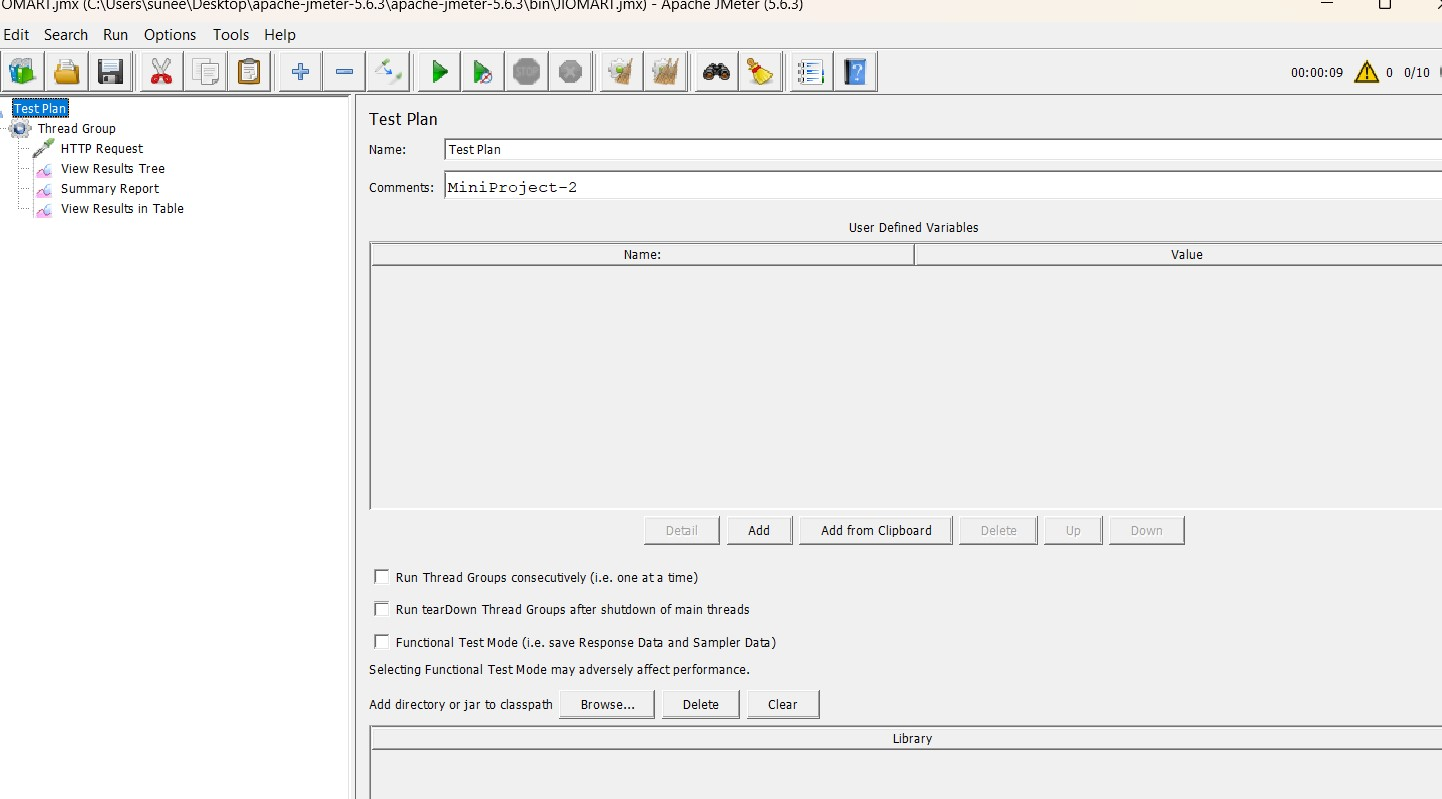 OMART.jmx (C:\Users\sunee\Desktop\apache-jmeter-5.6.3\apache-jmeter-5.6.3\bin\JIOMART.jmx) - Apache JMeter (5.6.3)
Edit Search Run Options Tools Help
STOP
00:00:09 0 0/10
Test Plan
Thread Group
HTTP Request
View Results Tree
Summary Report
View Results in Table
Test Plan
Name: Test Plan
Comments: MiniProject-2
User Defined Variables
Name: Value
Detail Add Add from Clipboard Delete Up Down
Run Thread Groups consecutively (i.e. one at a time)
Run tearDown Thread Groups after shutdown of main threads
Functional Test Mode (i.e. save Response Data and Sampler Data)
Selecting Functional Test Mode may adversely affect performance.
Add directory or jar to classpath Browse... Delete Clear
Library